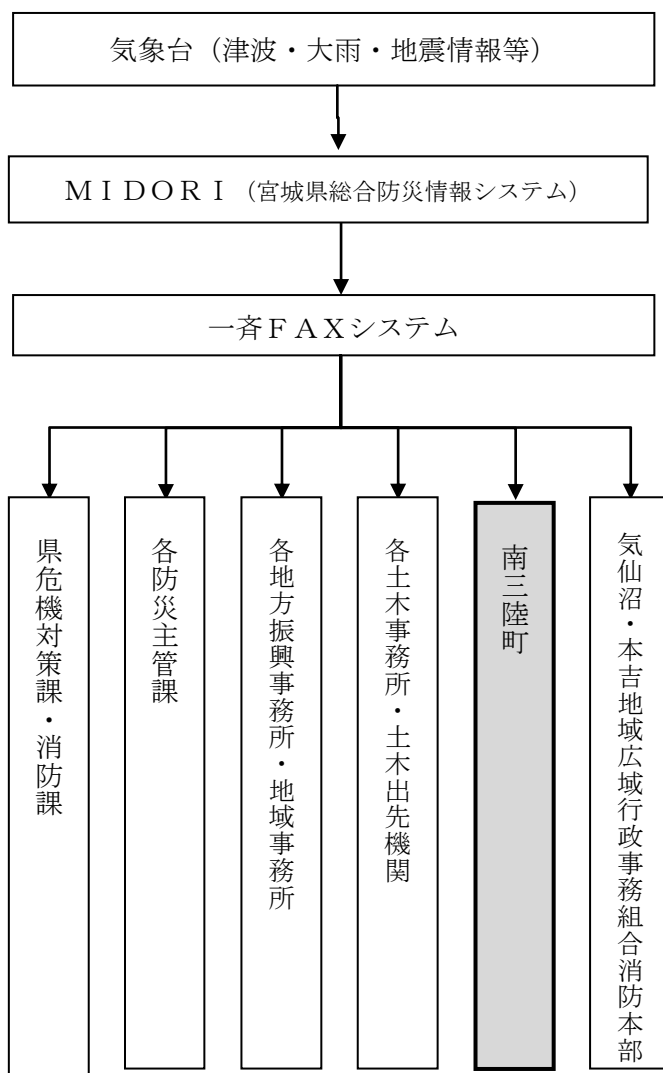 気象台（津波・大雨・地震情報等）
ＭＩＤＯＲＩ（宮城県総合防災情報システム）
一斉ＦＡＸシステム
県危機対策課・消防課
各防災主管課
各地方振興事務所・地域事務所
各土木事務所・土木出先機関
南三陸町
気仙沼・本吉地域広域行政事務組合消防本部